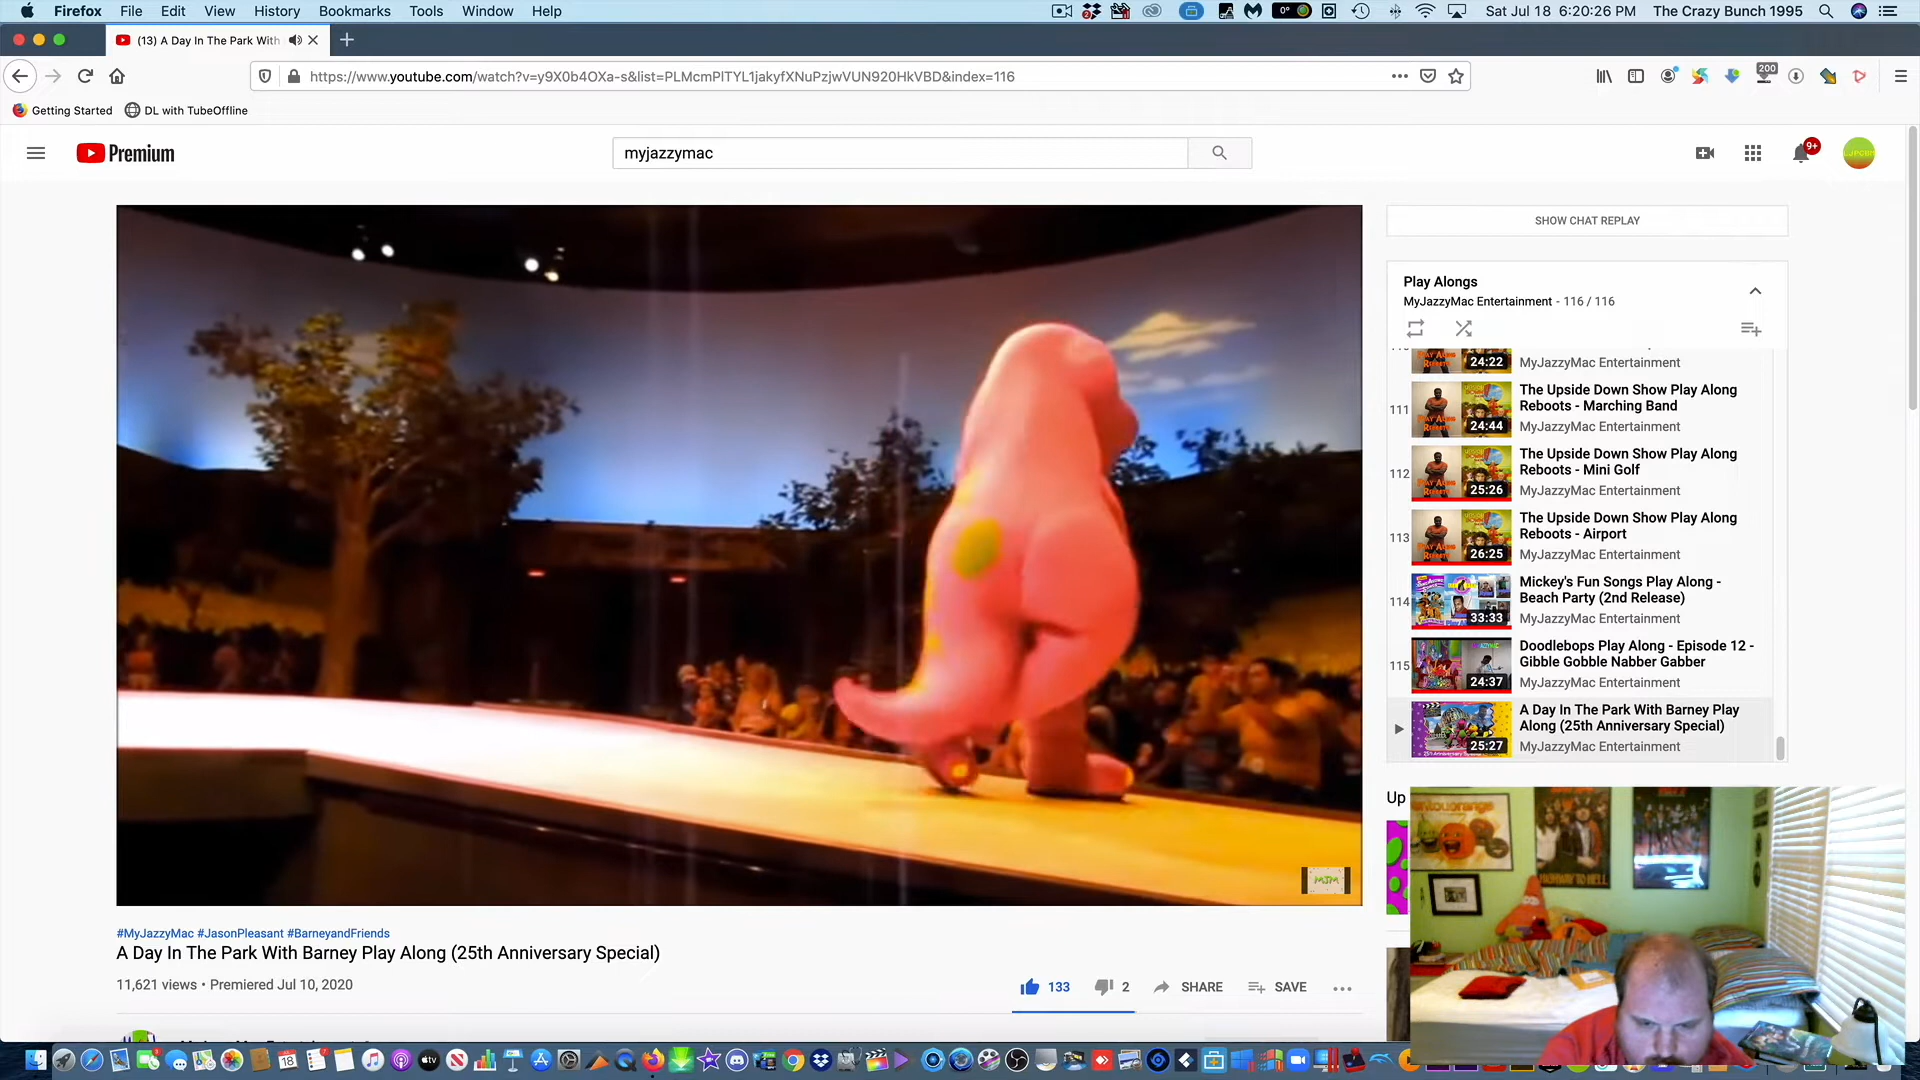 Firefox File Edit View History Bookmarks Tools Window Help
0° Sat Jul 18 6:20:26 PM The Crazy Bunch 1995
(13) A Day In The Park With
https://www.youtube.com/watch?v=y9X0b4OXa-s&list=PLMcmPlTYL1jakyfXNuPzjwVUN920HkVBD&index=116
200
Getting Started DL with TubeOffline
Premium
myjazzymac
9+
SHOW CHAT REPLAY
Play Alongs
MyJazzyMac Entertainment - 116 / 116
24:22
MyJazzyMac Entertainment
111
24:44
The Upside Down Show Play Along
Reboots - Marching Band
MyJazzyMac Entertainment
112
25:26
The Upside Down Show Play Along
Reboots - Mini Golf
MyJazzyMac Entertainment
113
26:25
The Upside Down Show Play Along
Reboots - Airport
MyJazzyMac Entertainment
114
33:33
Mickey's Fun Songs Play Along -
Beach Party (2nd Release)
MyJazzyMac Entertainment
115
24:37
Doodlebops Play Along - Episode 12 -
Gibble Gobble Nabber Gabber
MyJazzyMac Entertainment
25:27
A Day In The Park With Barney Play
Along (25th Anniversary Special)
MyJazzyMac Entertainment
Up
MJM
#MyJazzyMac #JasonPleasant #BarneyandFriends
A Day In The Park With Barney Play Along (25th Anniversary Special)
11,621 views • Premiered Jul 10, 2020
133 2 SHARE SAVE
HIGHWAY TO HELL